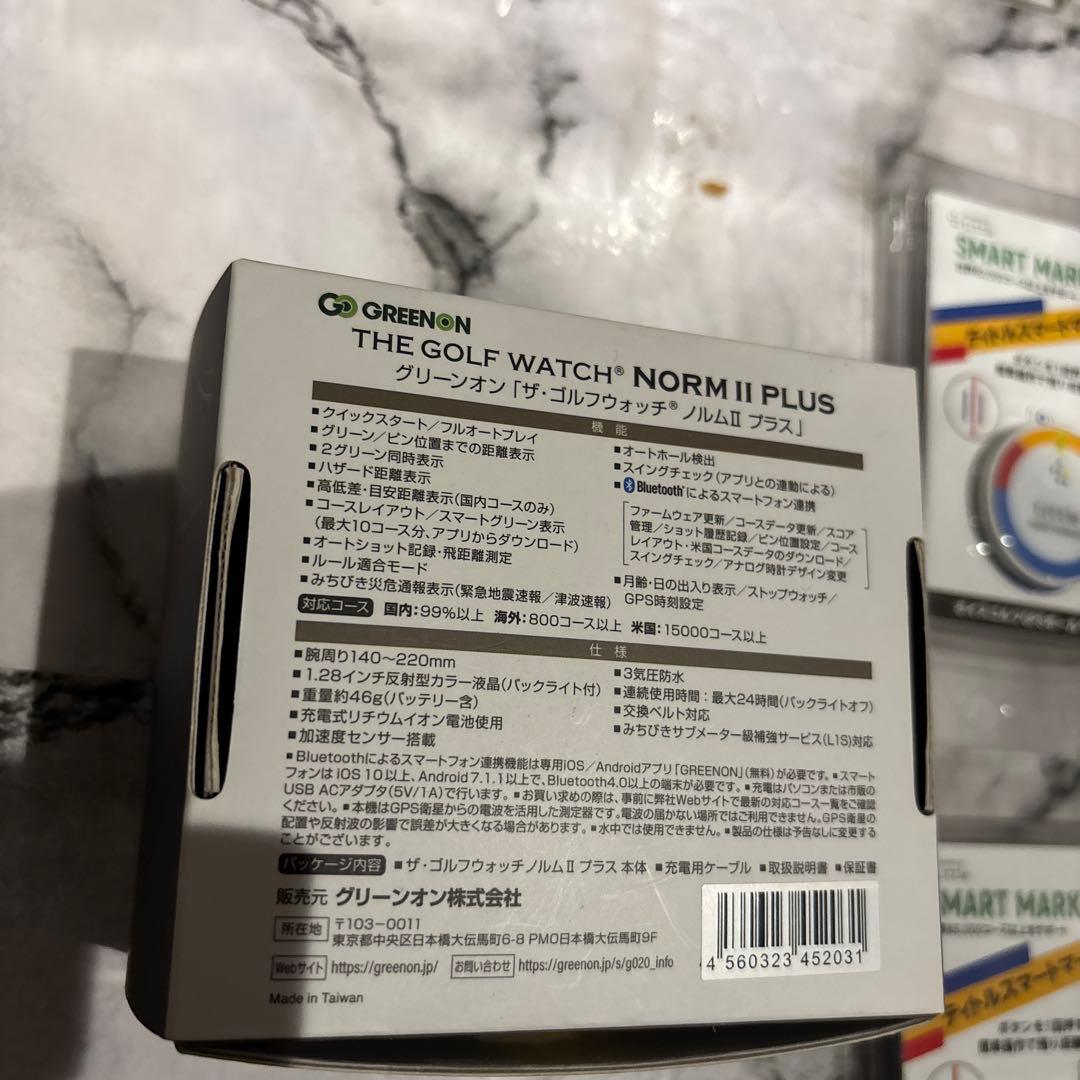 GO GREENON
THE GOLF WATCH® NORM II PLUS
グリーンオン「ザ・ゴルフウォッチ® ノルムII プラス」
機能
■クイックスタート／フルオートプレイ
■グリーン／ピン位置までの距離表示
■2グリーン同時表示
■ハザード距離表示
■高低差・目安距離表示(国内コースのみ)
■コースレイアウト／スマートグリーン表示
(最大10コース分、アプリからダウンロード)
■オートショット記録・飛距離測定
■ルール適合モード
■みちびき災危通報表示(緊急地震速報／津波速報)
■オートホール検出
■スイングチェック(アプリとの連動による)
■Bluetooth®によるスマートフォン連携
ファームウェア更新／コースデータ更新／スコア
管理／ショット履歴記録／ピン位置設定／コース
レイアウト・米国コースデータのダウンロード／
スイングチェック／アナログ時計デザイン変更
■月齢・日の出入り表示／ストップウォッチ／
GPS時刻設定
対応コース 国内：99%以上 海外：800コース以上 米国：15000コース以上
仕様
■腕周り140～220mm
■1.28インチ反射型カラー液晶(バックライト付)
■重量約46g(バッテリー含)
■充電式リチウムイオン電池使用
■加速度センサー搭載
■3気圧防水
■連続使用時間：最大24時間(バックライトオフ)
■交換ベルト対応
■みちびきサブメーター級補強サービス(L1S)対応
■Bluetoothによるスマートフォン連携機能は専用iOS／Androidアプリ「GREENON」(無料)が必要です。■スマート
フォンは iOS 10以上、Android 7.1.1以上で、Bluetooth4.0以上の端末が必要です。■充電はパソコンまたは市販の
USB ACアダプタ(5V/1A)で行います。■お買い求めの際は、事前に弊社Webサイトで最新の対応コース一覧をご確認
ください。■本機はGPS衛星からの電波を活用した測定器です。電波の届かない場所ではご利用できません。GPS衛星の
配置や反射波の影響で誤差が大きくなる場合があります。■水中では使用できません。■製品の仕様は予告なしに変更する
ことがございます。
パッケージ内容 ■ザ・ゴルフウォッチノルムII プラス 本体 ■充電用ケーブル ■取扱説明書 ■保証書
販売元 グリーンオン株式会社
所在地 〒103-0011
東京都中央区日本橋大伝馬町6-8 PMO日本橋大伝馬町9F
Webサイト https://greenon.jp/ お問い合わせ https://greenon.jp/s/g020_info
Made in Taiwan
4 560323 452031
SMART MAR
テイトルスマート
MART MARK
テイトルスマートマー